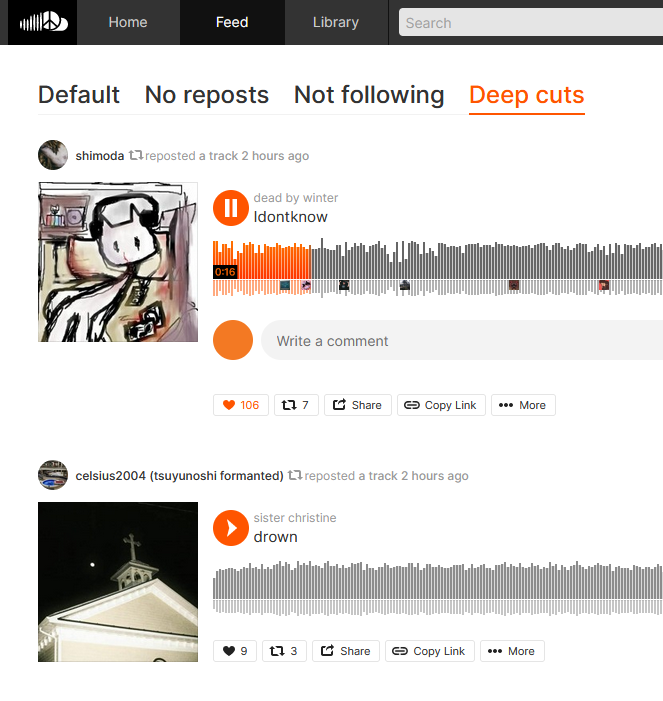 Home Feed Library Search
Default No reposts Not following Deep cuts
shimoda reposted a track 2 hours ago
dead by winter
Idontknow
0:16
Write a comment
106 7 Share Copy Link More
celsius2004 (tsuyunoshi formanted) reposted a track 2 hours ago
sister christine
drown
9 3 Share Copy Link More